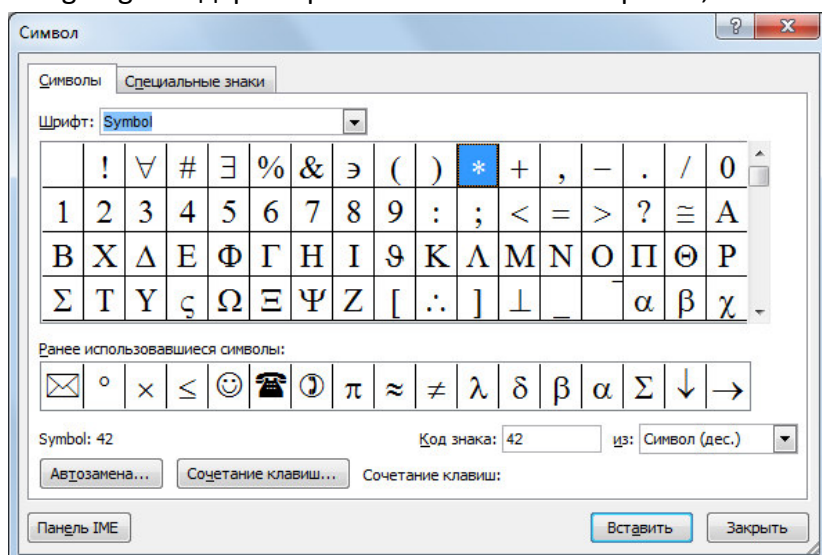 Символ
Символы Специальные знаки
Шрифт: Symbol
! ∀ # ∃ % & ∍ ( ) * + , − . / 0
1 2 3 4 5 6 7 8 9 : ; < = > ? ≅ Α
Β Χ Δ Ε Φ Γ Η Ι ϑ Κ Λ Μ Ν Ο Π Θ Ρ
Σ Τ Υ ς Ω Ξ Ψ Ζ [ ∴ ] ⊥ _ ‾ α β χ
Ранее использовавшиеся символы:
✉ ° × ≤ ☺ ☎ ✆ π ≈ ≠ λ δ β α Σ ↓ →
Symbol: 42 Код знака: 42 из: Символ (дес.)
Автозамена... Сочетание клавиш... Сочетание клавиш:
Панель IME Вставить Закрыть